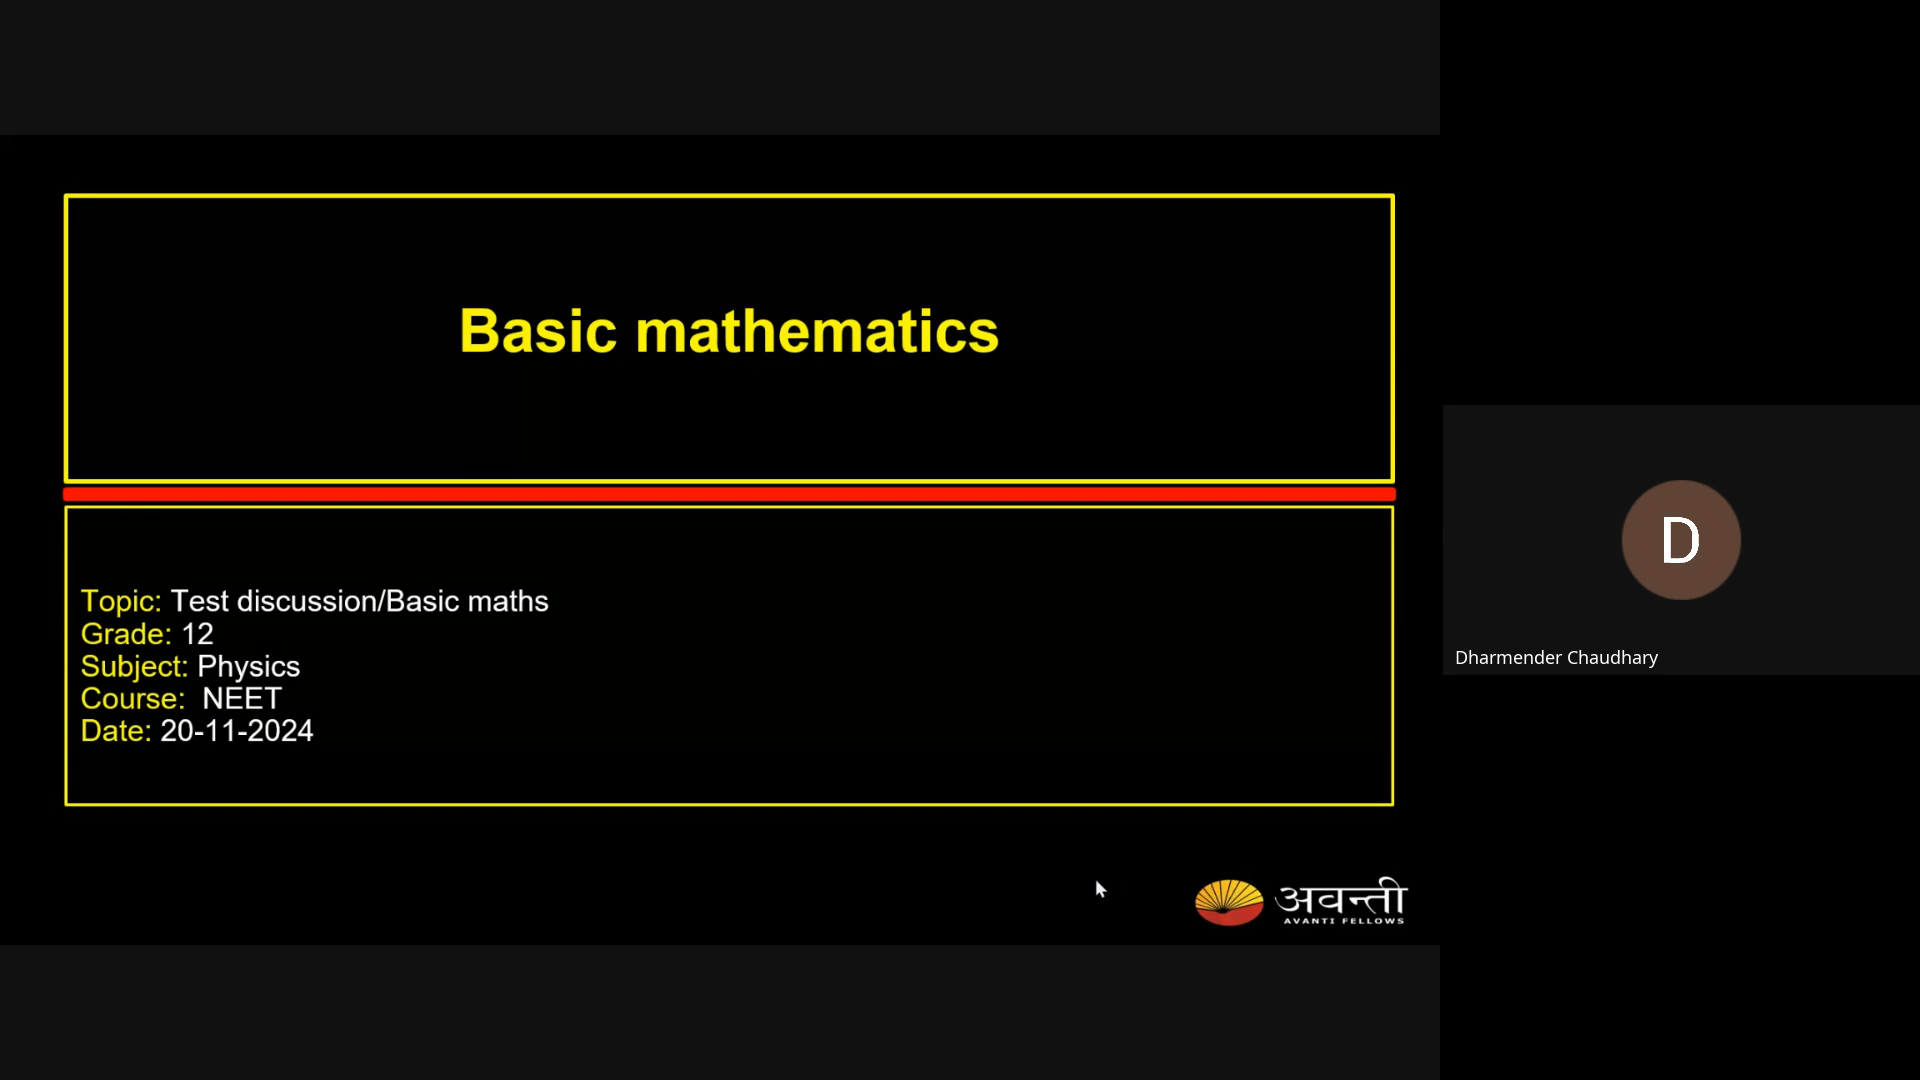 Basic mathematics
Topic: Test discussion/Basic maths
Grade: 12
Subject: Physics
Course: NEET
Date: 20-11-2024
अवन्ती
AVANTI FELLOWS
D
Dharmender Chaudhary